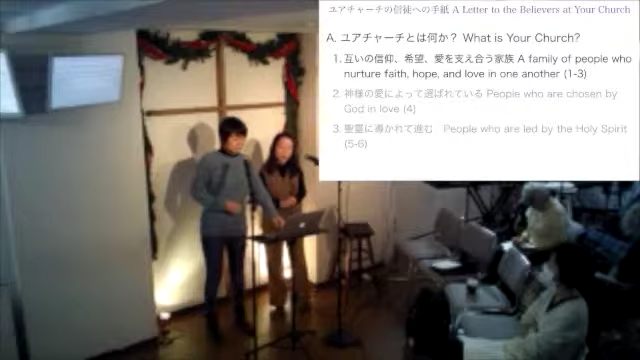 ユアチャーチの信徒への手紙 A Letter to the Believers at Your Church
A. ユアチャーチとは何か？ What is Your Church?
1. 互いの信仰、希望、愛を支え合う家族 A family of people who
nurture faith, hope, and love in one another (1-3)
2. 神様の愛によって選ばれている People who are chosen by
God in love (4)
3. 聖霊に導かれて進む People who are led by the Holy Spirit
(5-6)